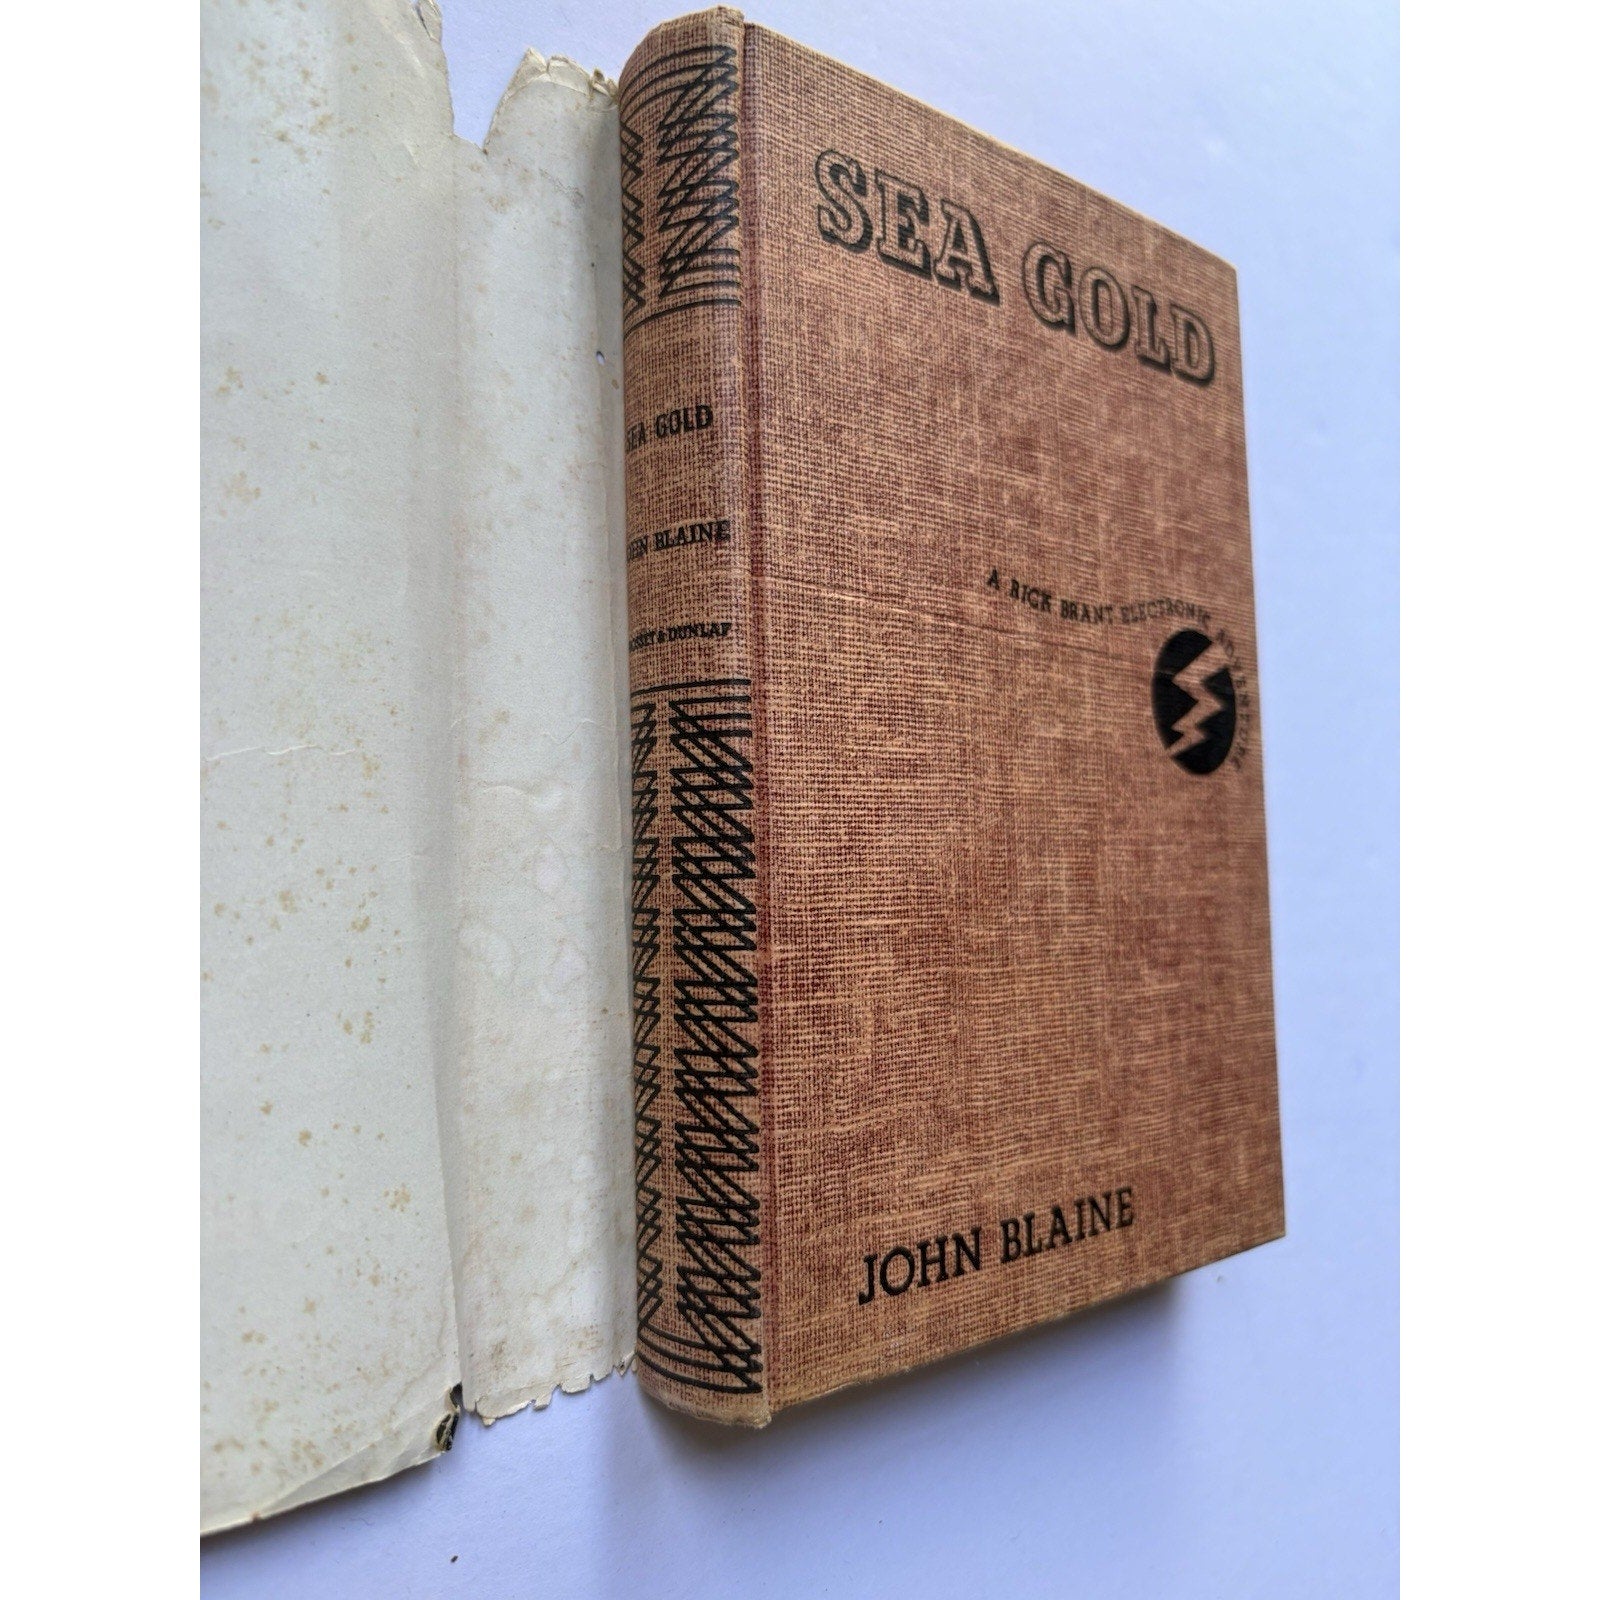 SEA GOLD
A RICK BRANT ELECTRONIC ADVENTURE
JOHN BLAINE
SEA GOLD
JOHN BLAINE
GROSSET & DUNLAP